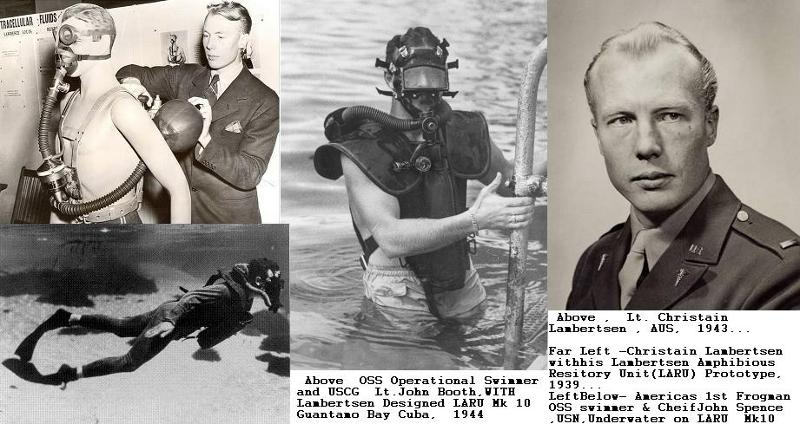 TRACELLULAR FLUIDS
Above OSS Operational Swimmer
and USCG Lt.John Booth,WITH
Lambertsen Designed LARU Mk 10
Guantamo Bay Cuba, 1944
Above , Lt. Christain
Lambertsen , AUS, 1943...
Far Left -Christain Lambertsen
withhis Lambertsen Amphibious
Resitory Unit(LARU) Prototype,
1939...
LeftBelow- Americas 1st Frogman
OSS swimmer & CheifJohn Spence
,USN,Underwater on LARU Mk10